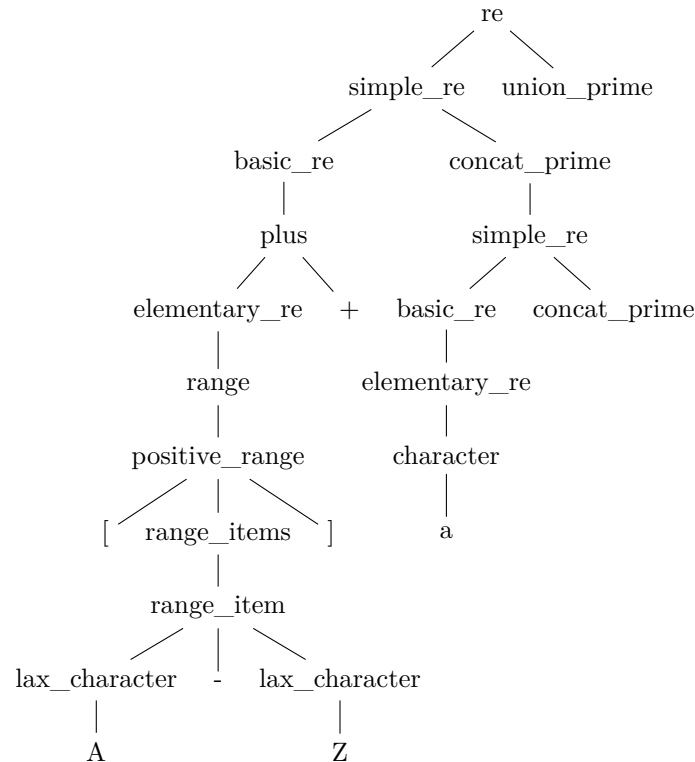 re
simple_re union_prime
basic_re concat_prime
plus simple_re
elementary_re + basic_re concat_prime
range elementary_re
positive_range character
[ range_items ] a
range_item
lax_character - lax_character
A Z